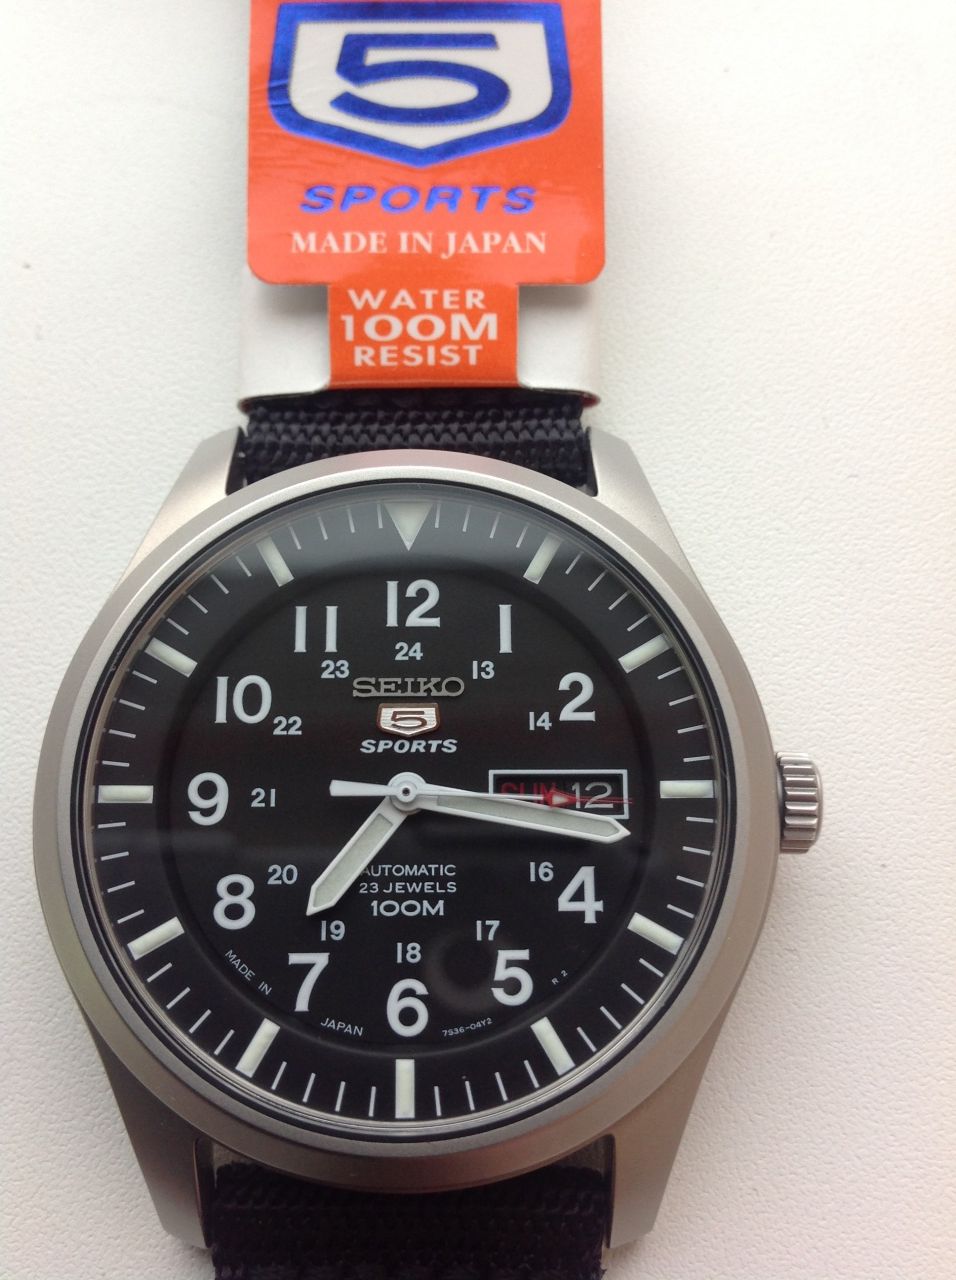 5
SPORTS
MADE IN JAPAN
WATER
100M
RESIST
12
11 1
24
23 13
SEIKO
10 2
22 14
5
SPORTS
9 21 SUN 12
AUTOMATIC
20 16
23 JEWELS
8 4
100M
19 17
18
7 5
6
MADE IN JAPAN
7S36-04Y2
R 2